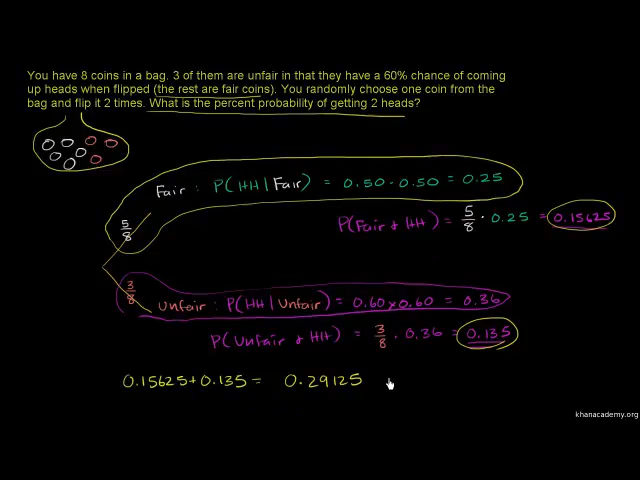 You have 8 coins in a bag. 3 of them are unfair in that they have a 60% chance of coming
up heads when flipped (the rest are fair coins). You randomly choose one coin from the
bag and flip it 2 times. What is the percent probability of getting 2 heads?
Fair : P(HH | Fair) = 0.50 · 0.50 = 0.25
5/8
P(Fair & HH) = 5/8 · 0.25 = 0.15625
3/8
Unfair : P(HH | Unfair) = 0.60 x 0.60 = 0.36
P(Unfair & HH) = 3/8 · 0.36 = 0.135
0.15625 + 0.135 = 0.29125
khanacademy.org